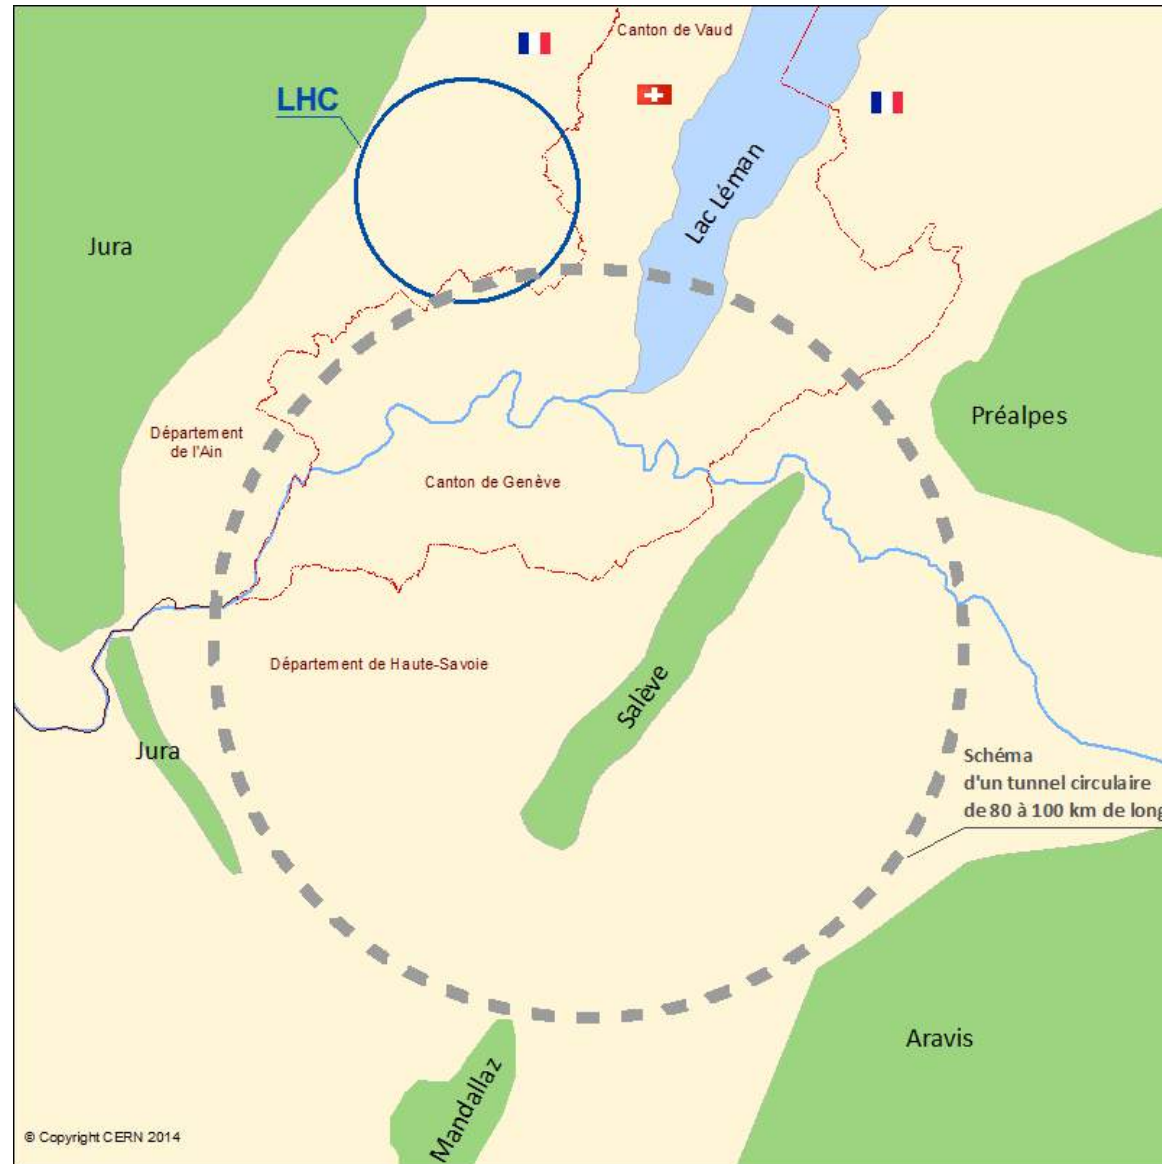 Canton de Vaud
LHC
Lac Léman
Jura
Préalpes
Département
de l'Ain
Canton de Genève
Département de Haute-Savoie
Salève
Jura
Schéma
d'un tunnel circulaire
de 80 à 100 km de long
Aravis
Mandallaz
© Copyright CERN 2014